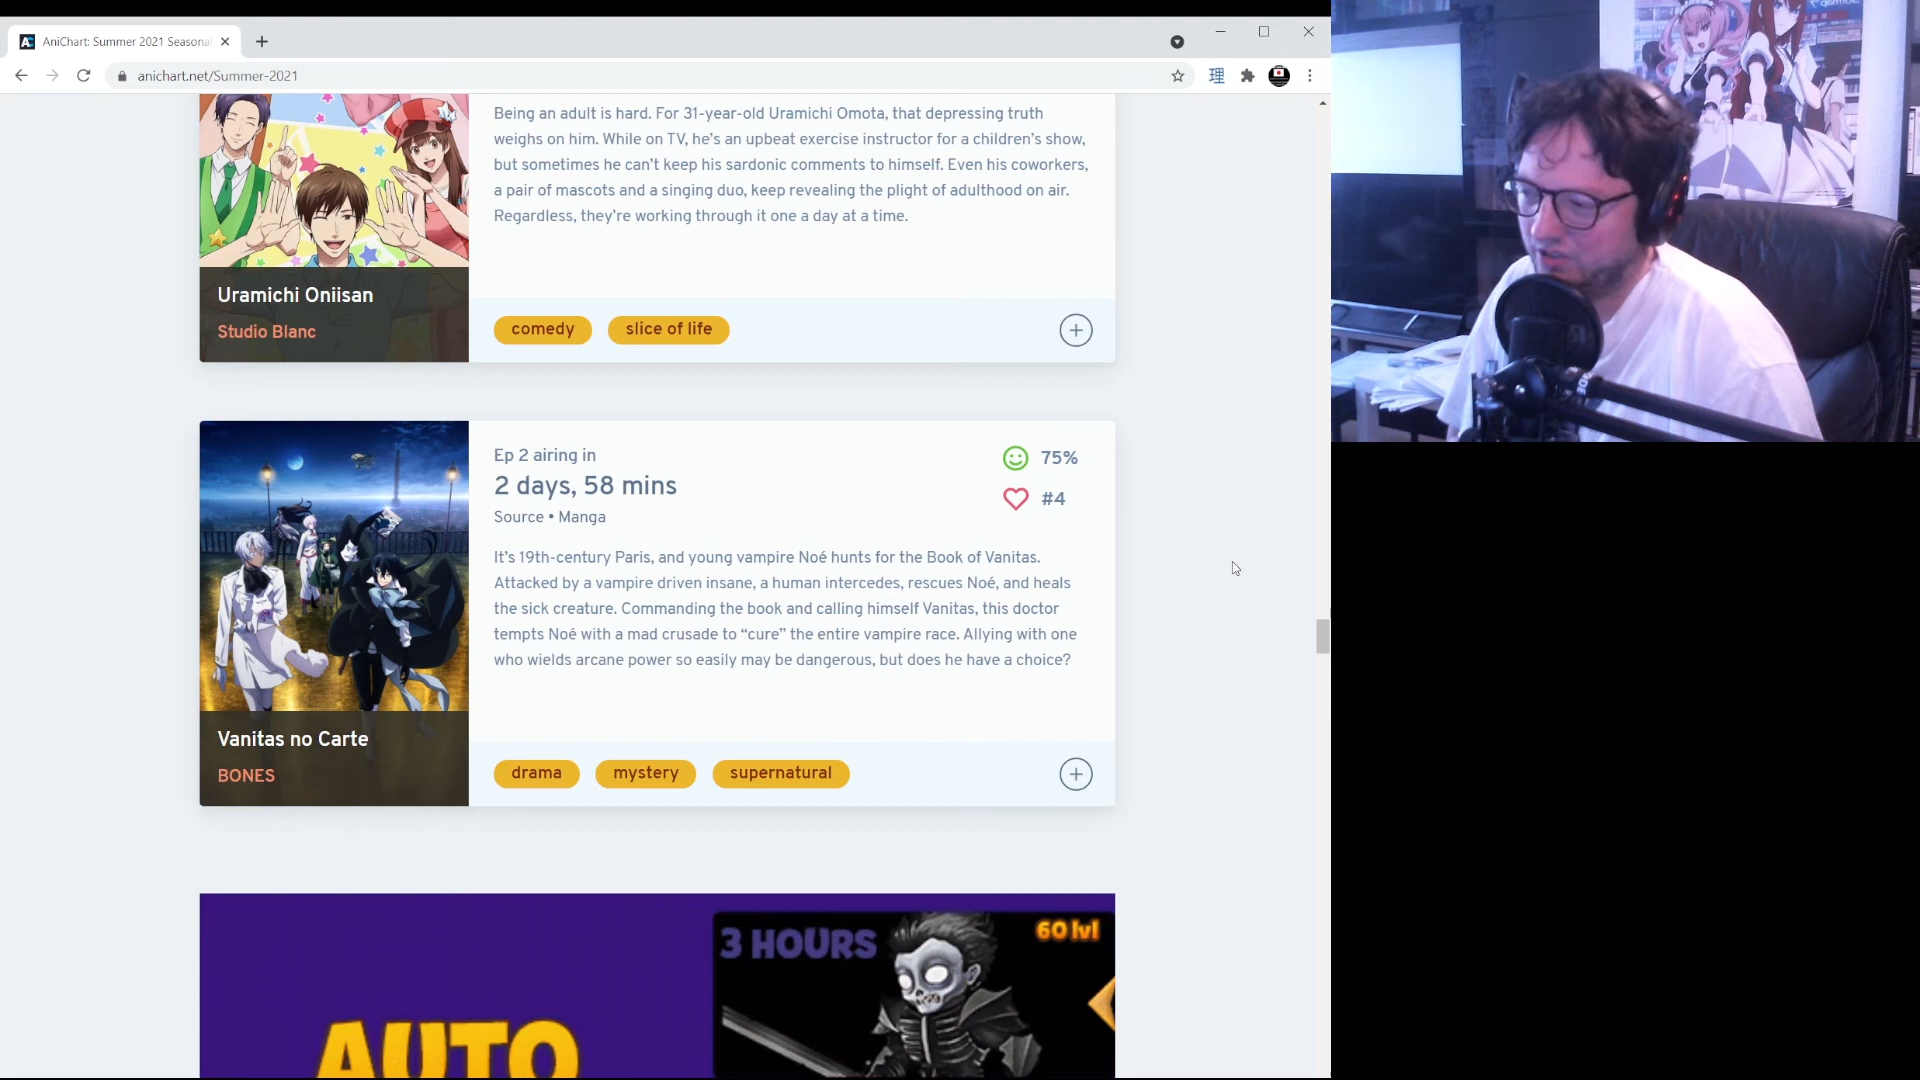 AniChart: Summer 2021 Seasonal
anichart.net/Summer-2021
Being an adult is hard. For 31-year-old Uramichi Omota, that depressing truth
weighs on him. While on TV, he’s an upbeat exercise instructor for a children’s show,
but sometimes he can’t keep his sardonic comments to himself. Even his coworkers,
a pair of mascots and a singing duo, keep revealing the plight of adulthood on air.
Regardless, they’re working through it one a day at a time.
Uramichi Oniisan
Studio Blanc
comedy
slice of life
Ep 2 airing in
2 days, 58 mins
Source • Manga
75%
#4
It’s 19th-century Paris, and young vampire Noé hunts for the Book of Vanitas.
Attacked by a vampire driven insane, a human intercedes, rescues Noé, and heals
the sick creature. Commanding the book and calling himself Vanitas, this doctor
tempts Noé with a mad crusade to “cure” the entire vampire race. Allying with one
who wields arcane power so easily may be dangerous, but does he have a choice?
Vanitas no Carte
BONES
drama
mystery
supernatural
3 HOURS
60 lvl
AUTO
理